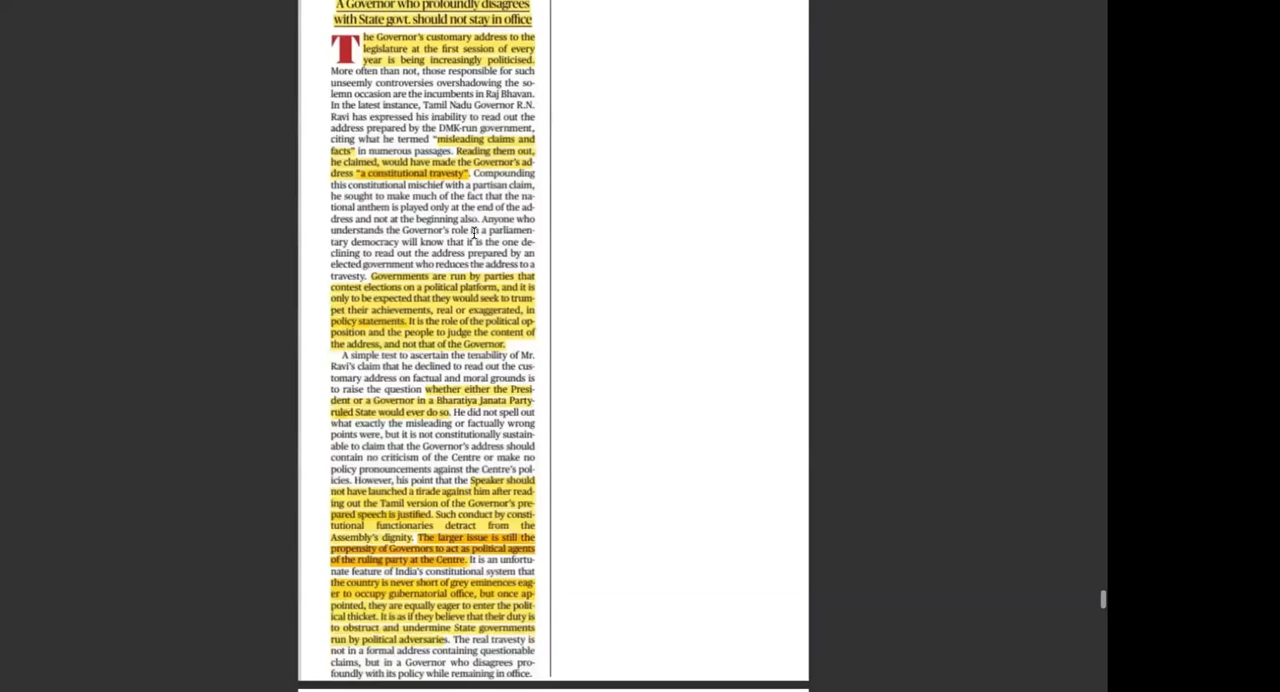 A Governor who profoundly disagrees
with State govt. should not stay in office
The Governor's customary address to the
legislature at the first session of every
year is being increasingly politicised.
More often than not, those responsible for such
unseemly controversies overshadowing the so-
lemn occasion are the incumbents in Raj Bhavan.
In the latest instance, Tamil Nadu Governor R.N.
Ravi has expressed his inability to read out the
address prepared by the DMK-run government,
citing what he termed "misleading claims and
facts" in numerous passages. Reading them out,
he claimed, would have made the Governor's ad-
dress "a constitutional travesty". Compounding
this constitutional mischief with a partisan claim,
he sought to make much of the fact that the na-
tional anthem is played only at the end of the ad-
dress and not at the beginning also. Anyone who
understands the Governor's role in a parliamen-
tary democracy will know that it is the one de-
clining to read out the address prepared by an
elected government who reduces the address to a
travesty. Governments are run by parties that
contest elections on a political platform, and it is
only to be expected that they would seek to trum-
pet their achievements, real or exaggerated, in
policy statements. It is the role of the political op-
position and the people to judge the content of
the address, and not that of the Governor.
A simple test to ascertain the tenability of Mr.
Ravi's claim that he declined to read out the cus-
tomary address on factual and moral grounds is
to raise the question whether either the Presi-
dent or a Governor in a Bharatiya Janata Party-
ruled State would ever do so. He did not spell out
what exactly the misleading or factually wrong
points were, but it is not constitutionally sustain-
able to claim that the Governor's address should
contain no criticism of the Centre or make no
policy pronouncements against the Centre's pol-
icies. However, his point that the Speaker should
not have launched a tirade against him after read-
ing out the Tamil version of the Governor's pre-
pared speech is justified. Such conduct by consti-
tutional functionaries detract from the
Assembly's dignity. The larger issue is still the
propensity of Governors to act as political agents
of the ruling party at the Centre. It is an unfortu-
nate feature of India's constitutional system that
the country is never short of grey eminences eag-
er to occupy gubernatorial office, but once ap-
pointed, they are equally eager to enter the polit-
ical thicket. It is as if they believe that their duty is
to obstruct and undermine State governments
run by political adversaries. The real travesty is
not in a formal address containing questionable
claims, but in a Governor who disagrees pro-
foundly with its policy while remaining in office.